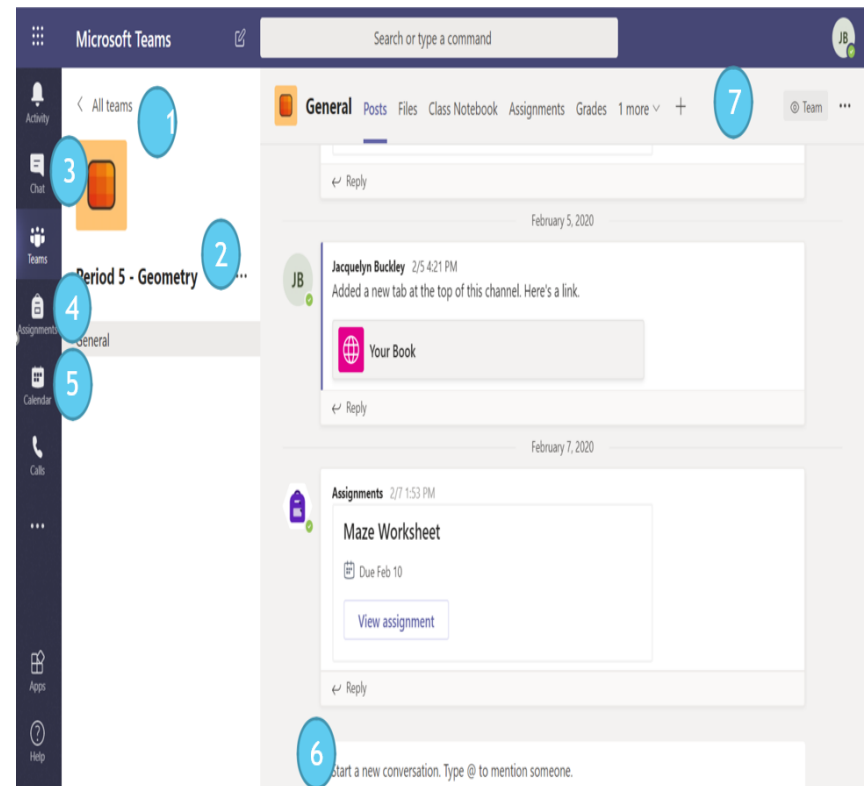 Microsoft Teams
Search or type a command
JB
Activity
Chat
Teams
Assignments
Calendar
Calls
Apps
Help
All teams
1
3
2
Period 5 - Geometry ...
4
General
5
General Posts Files Class Notebook Assignments Grades 1 more +
7
Team ...
Reply
February 5, 2020
JB
Jacquelyn Buckley 2/5 4:21 PM
Added a new tab at the top of this channel. Here's a link.
Your Book
Reply
February 7, 2020
Assignments 2/7 1:53 PM
Maze Worksheet
Due Feb 10
View assignment
Reply
6
Start a new conversation. Type @ to mention someone.